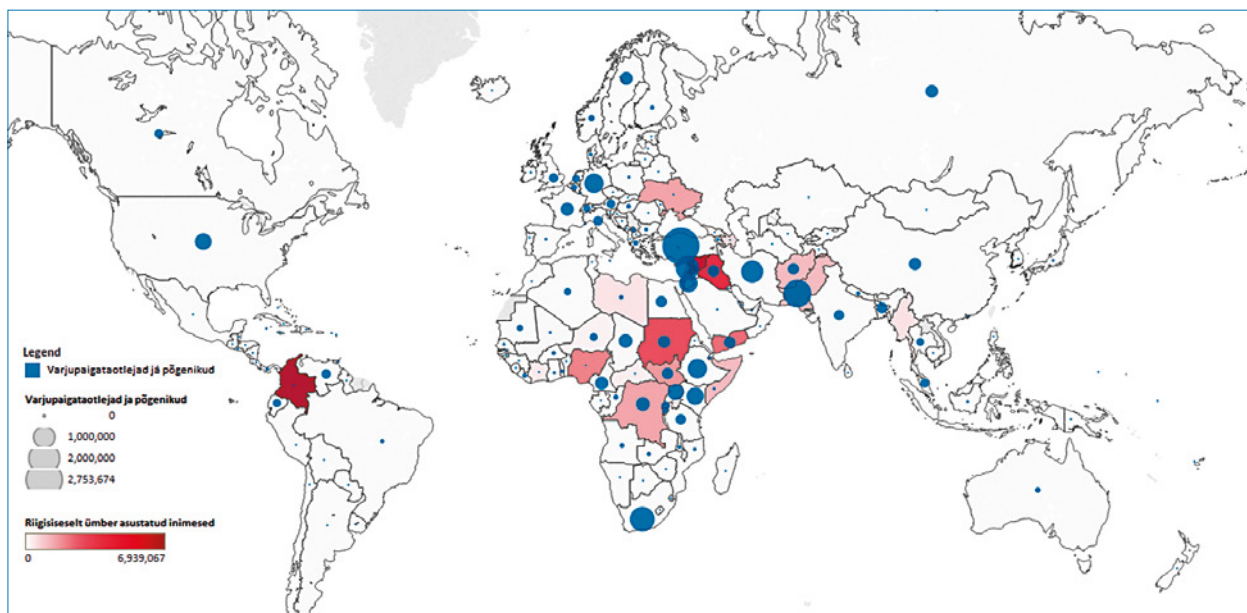 Legend
Varjupaigataotlejad já põgenikud
Varjupaigataotlejad ja põgenikud
0
1,000,000
2,000,000
2,753,674
Riigisiseselt ümber asustatud inimesed
0 6,939,067